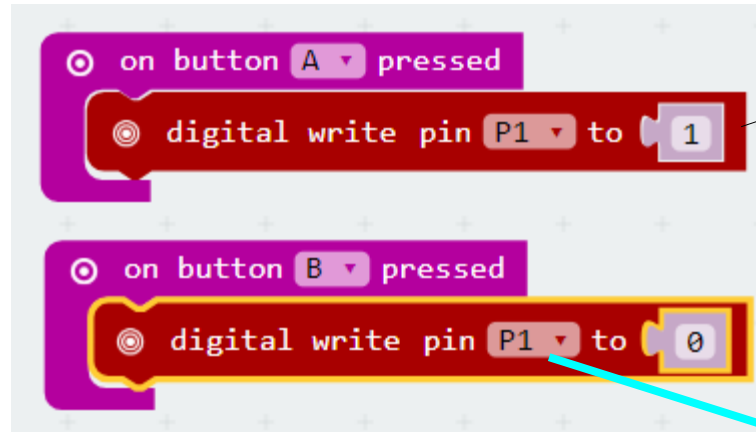 on button A pressed
digital write pin P1 to 1
on button B pressed
digital write pin P1 to 0